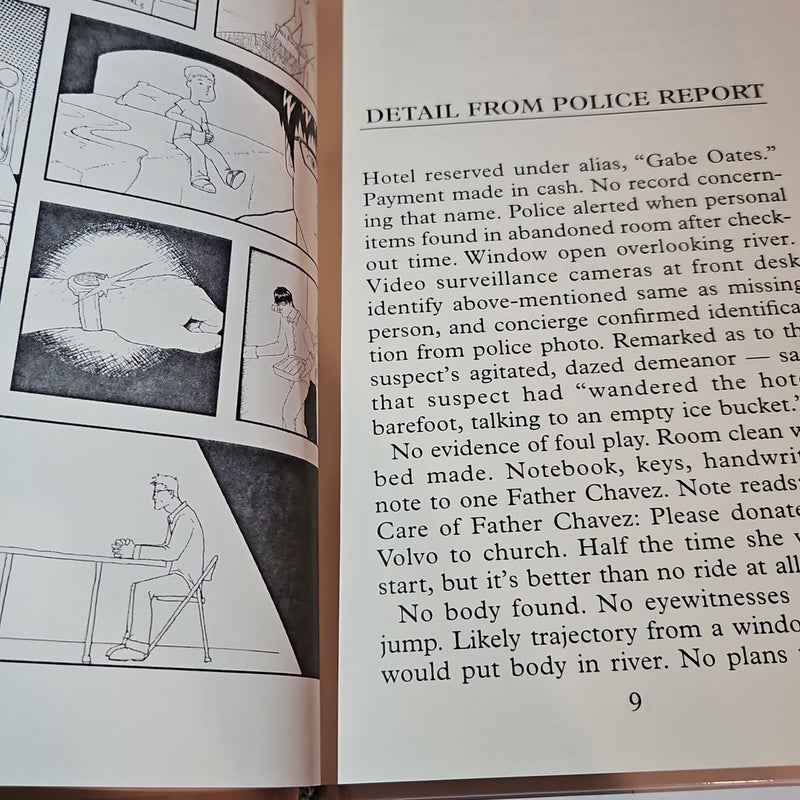 DETAIL FROM POLICE REPORT
Hotel reserved under alias, “Gabe Oates.”
Payment made in cash. No record concern-
ing that name. Police alerted when personal
items found in abandoned room after check-
out time. Window open overlooking river.
Video surveillance cameras at front desk
identify above-mentioned same as missing
person, and concierge confirmed identifica
tion from police photo. Remarked as to
suspect’s agitated, dazed demeanor —
that suspect had “wandered the
barefoot, talking to an empty ice bucket.”
No evidence of foul play. Room clean
bed made. Notebook, keys,
note to one Father Chavez. Note reads:
Care of Father Chavez: Please donate
Volvo to church. Half the time she
start, but it’s better than no ride at all
No body found. No eyewitnesses
jump. Likely trajectory from a
would put body in river. No plans
9